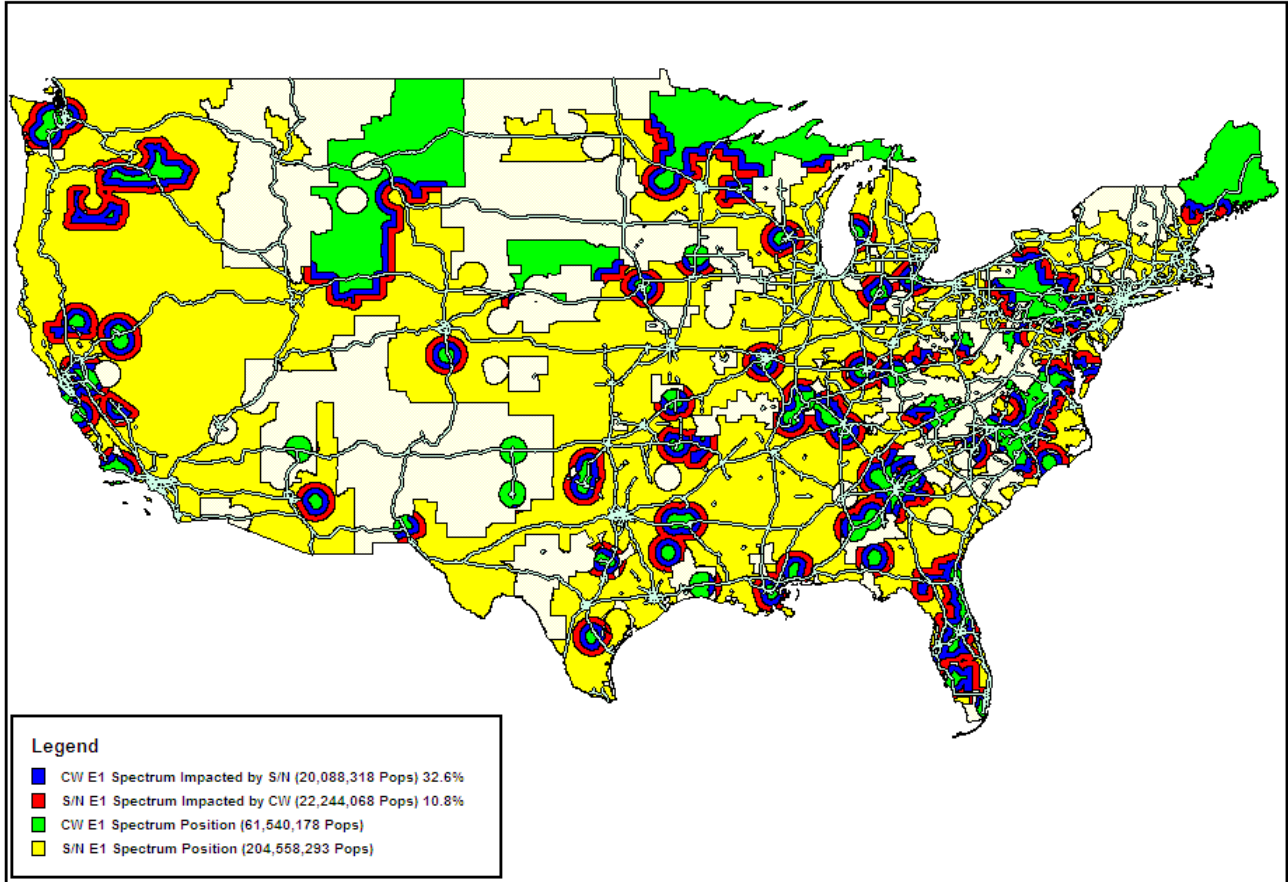 Legend
CW E1 Spectrum Impacted by S/N (20,088,318 Pops) 32.6%
S/N E1 Spectrum Impacted by CW (22,244,068 Pops) 10.8%
CW E1 Spectrum Position (61,540,178 Pops)
S/N E1 Spectrum Position (204,558,293 Pops)